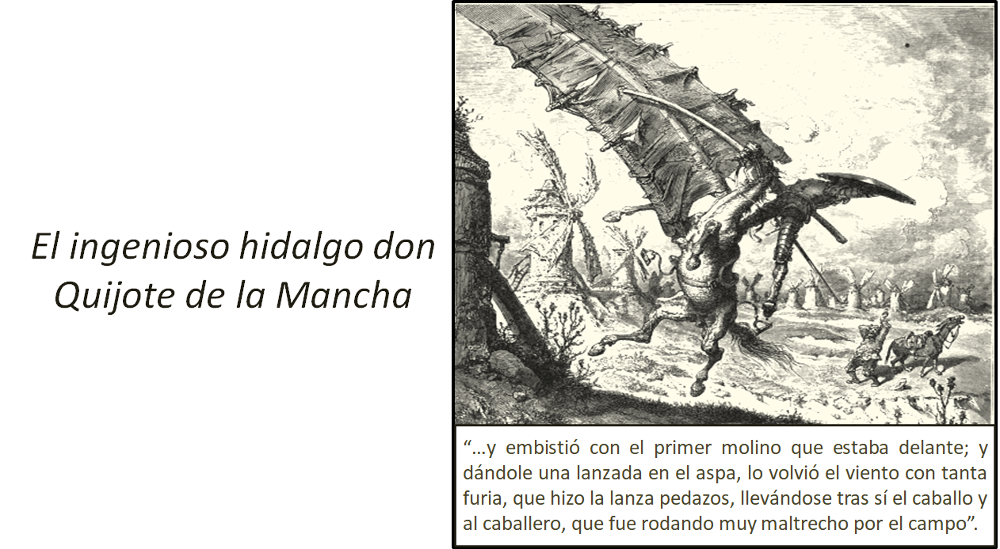 El ingenioso hidalgo don
Quijote de la Mancha
“…y embistió con el primer molino que estaba delante; y
dándole una lanzada en el aspa, lo volvió el viento con tanta
furia, que hizo la lanza pedazos, llevándose tras sí el caballo y
al caballero, que fue rodando muy maltrecho por el campo”.